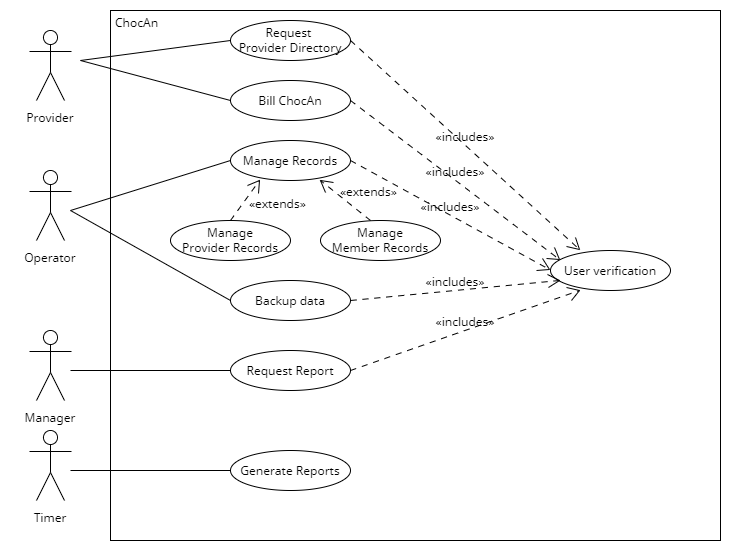 ChocAn
Request
Provider Directory
Provider
Bill ChocAn
«includes»
«includes»
Manage Records
«extends»
«extends»
«includes»
Operator
Manage
Provider Records
Manage
Member Records
User verification
«includes»
Backup data
«includes»
Request Report
Manager
Generate Reports
Timer